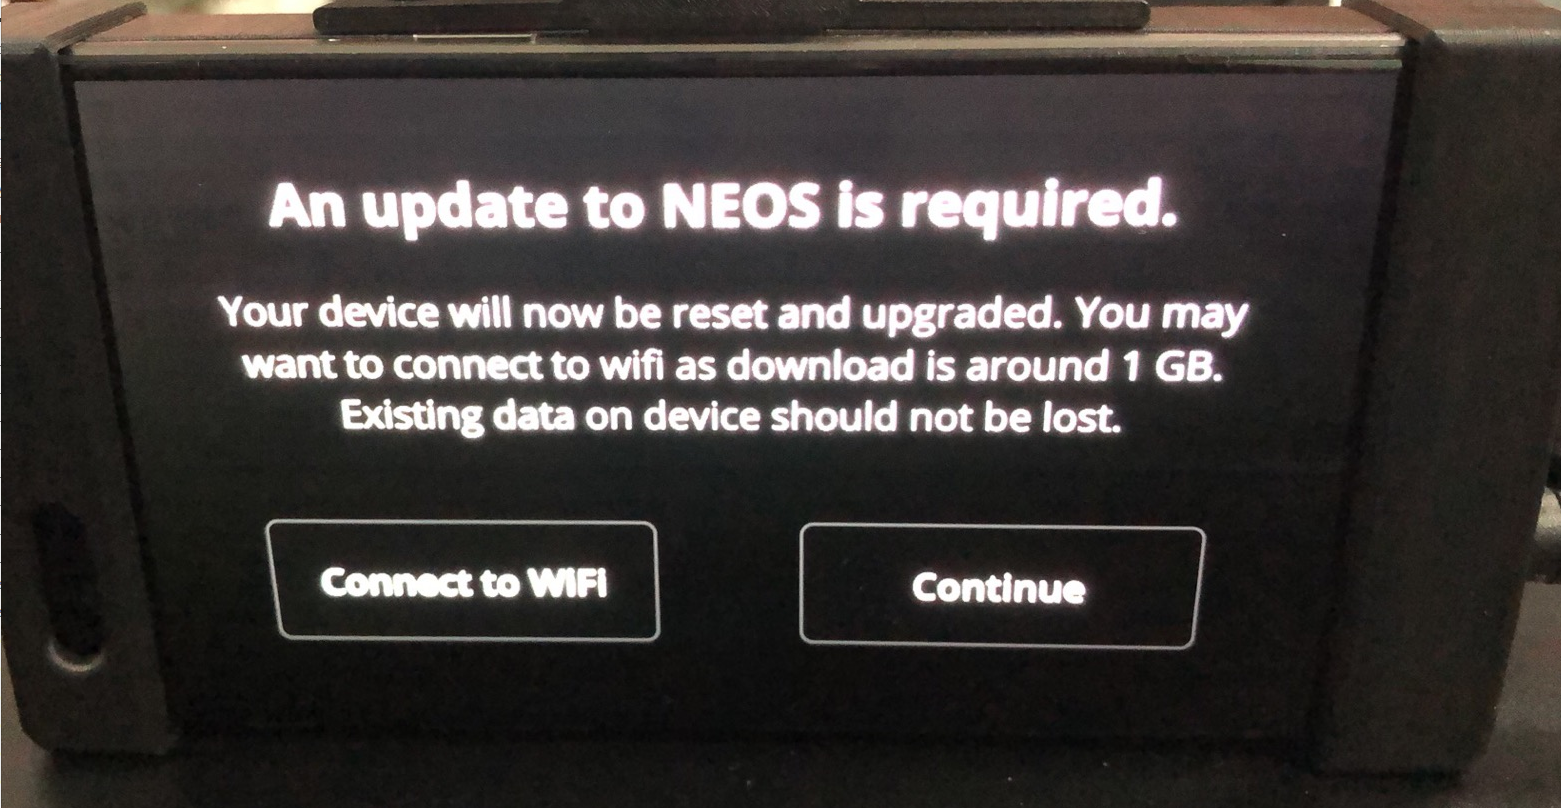 An update to NEOS is required.
Your device will now be reset and upgraded. You may
want to connect to wifi as download is around 1 GB.
Existing data on device should not be lost.
Connect to WiFi
Continue